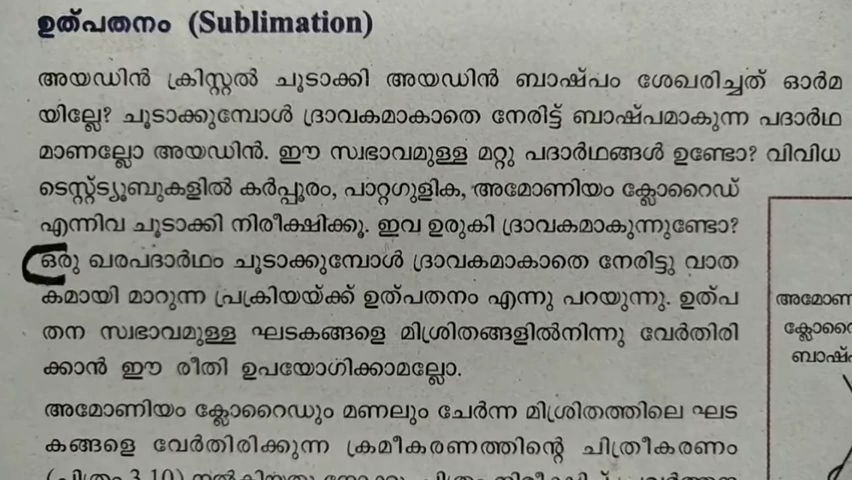 ഉത്പതനം (Sublimation)
അയഡിൻ ക്രിസ്റ്റൽ ചൂടാക്കി അയഡിൻ ബാഷ്പം ശേഖരിച്ചത് ഓർമ
യില്ലേ? ചൂടാക്കുമ്പോൾ ദ്രാവകമാകാതെ നേരിട്ട് ബാഷ്പമാകുന്ന പദാർഥ
മാണല്ലോ അയഡിൻ. ഈ സ്വഭാവമുള്ള മറ്റു പദാർഥങ്ങൾ ഉണ്ടോ? വിവിധ
ടെസ്റ്റ്ട്യൂബുകളിൽ കർപ്പൂരം, പാറ്റഗുളിക, അമോണിയം ക്ലോറൈഡ്
എന്നിവ ചൂടാക്കി നിരീക്ഷിക്കൂ. ഇവ ഉരുകി ദ്രാവകമാകുന്നുണ്ടോ?
ഒരു ഖരപദാർഥം ചൂടാക്കുമ്പോൾ ദ്രാവകമാകാതെ നേരിട്ടു വാത
കമായി മാറുന്ന പ്രക്രിയയ്ക്ക് ഉത്പതനം എന്നു പറയുന്നു. ഉത്പ
തന സ്വഭാവമുള്ള ഘടകങ്ങളെ മിശ്രിതങ്ങളിൽനിന്നു വേർതിരി
ക്കാൻ ഈ രീതി ഉപയോഗിക്കാമല്ലോ.
അമോണിയം ക്ലോറൈഡും മണലും ചേർന്ന മിശ്രിതത്തിലെ ഘട
കങ്ങളെ വേർതിരിക്കുന്ന ക്രമീകരണത്തിന്റെ ചിത്രീകരണം
(ചിത്രം 3.10)